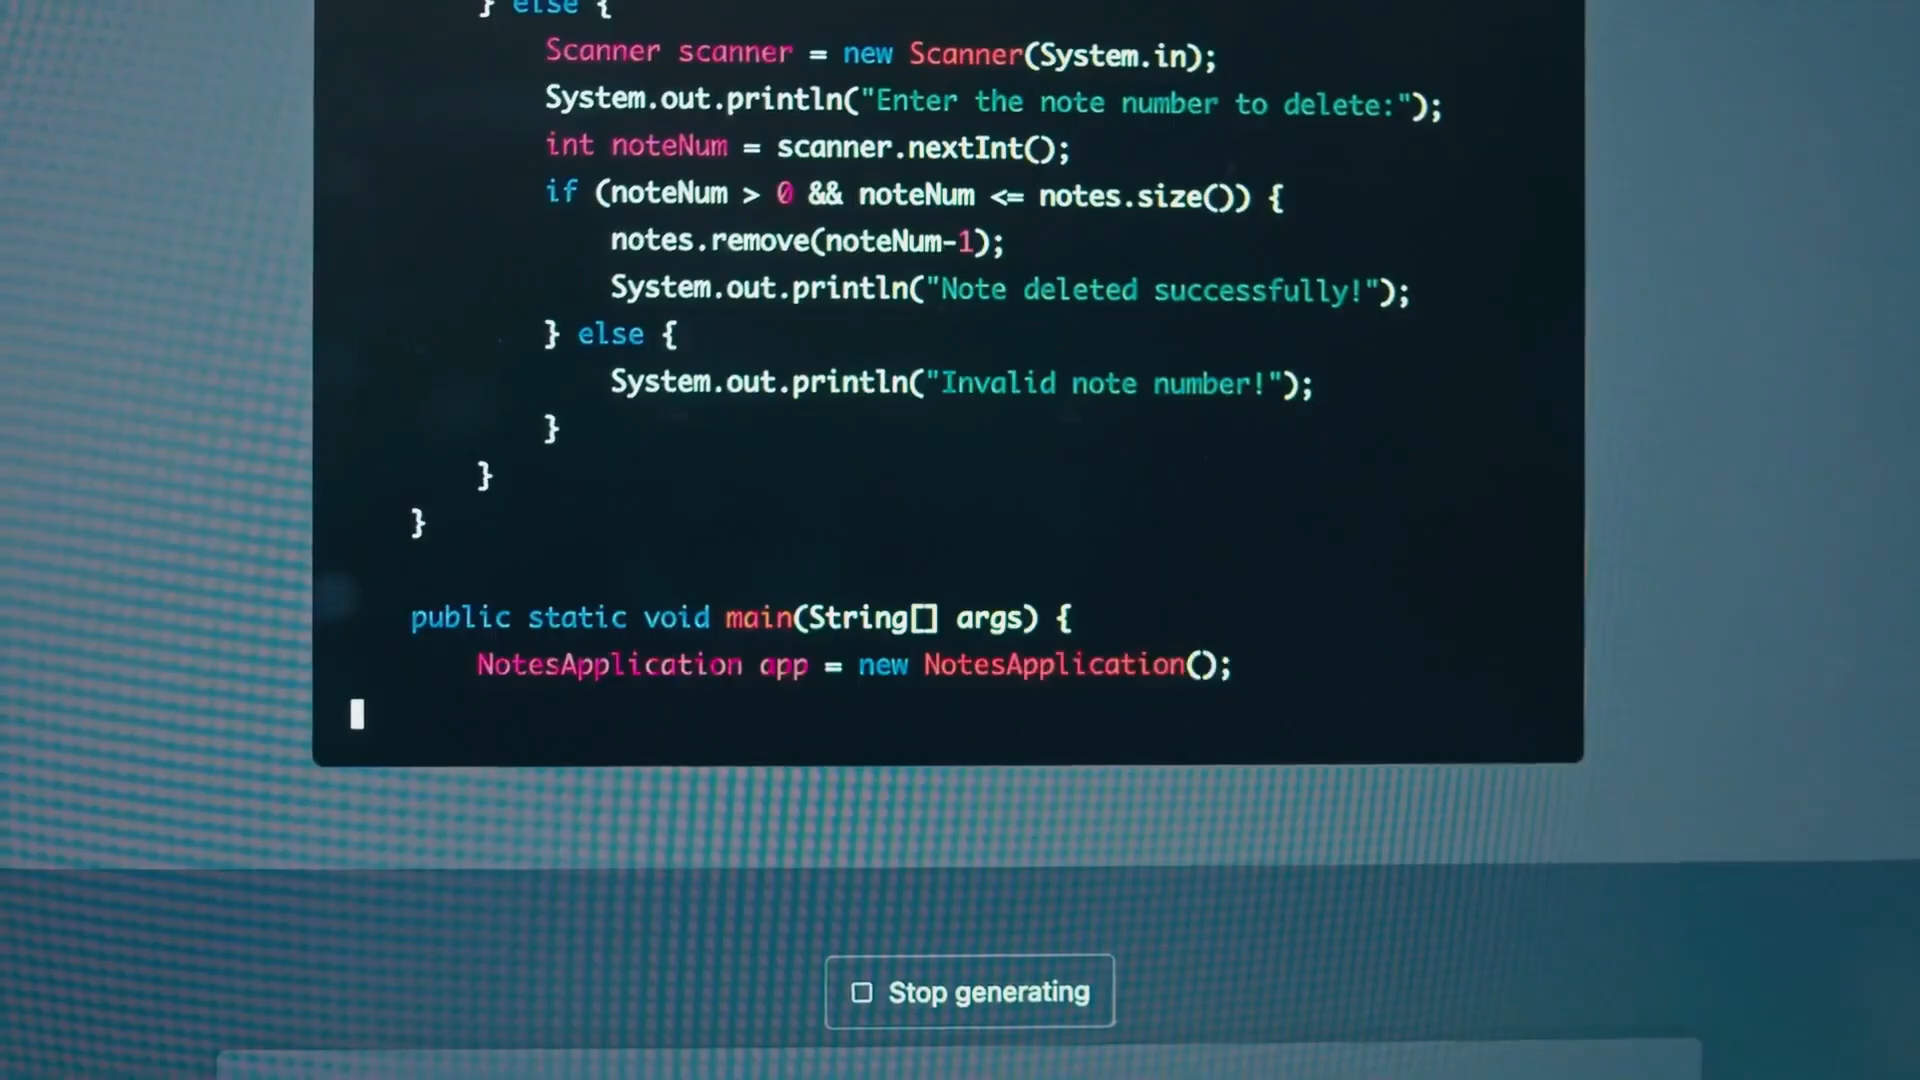 } else {
Scanner scanner = new Scanner(System.in);
System.out.println("Enter the note number to delete:");
int noteNum = scanner.nextInt();
if (noteNum > 0 && noteNum <= notes.size()) {
notes.remove(noteNum-1);
System.out.println("Note deleted successfully!");
} else {
System.out.println("Invalid note number!");
}
}
}
public static void main(String[] args) {
NotesApplication app = new NotesApplication();
Stop generating